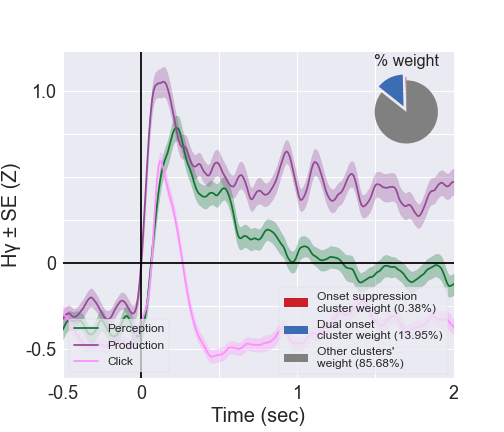 % weight
1.0
0
-0.5
Hγ ± SE (Z)
Perception
Production
Click
Onset suppression
cluster weight (0.38%)
Dual onset
cluster weight (13.95%)
Other clusters'
weight (85.68%)
-0.5 0 1 2
Time (sec)